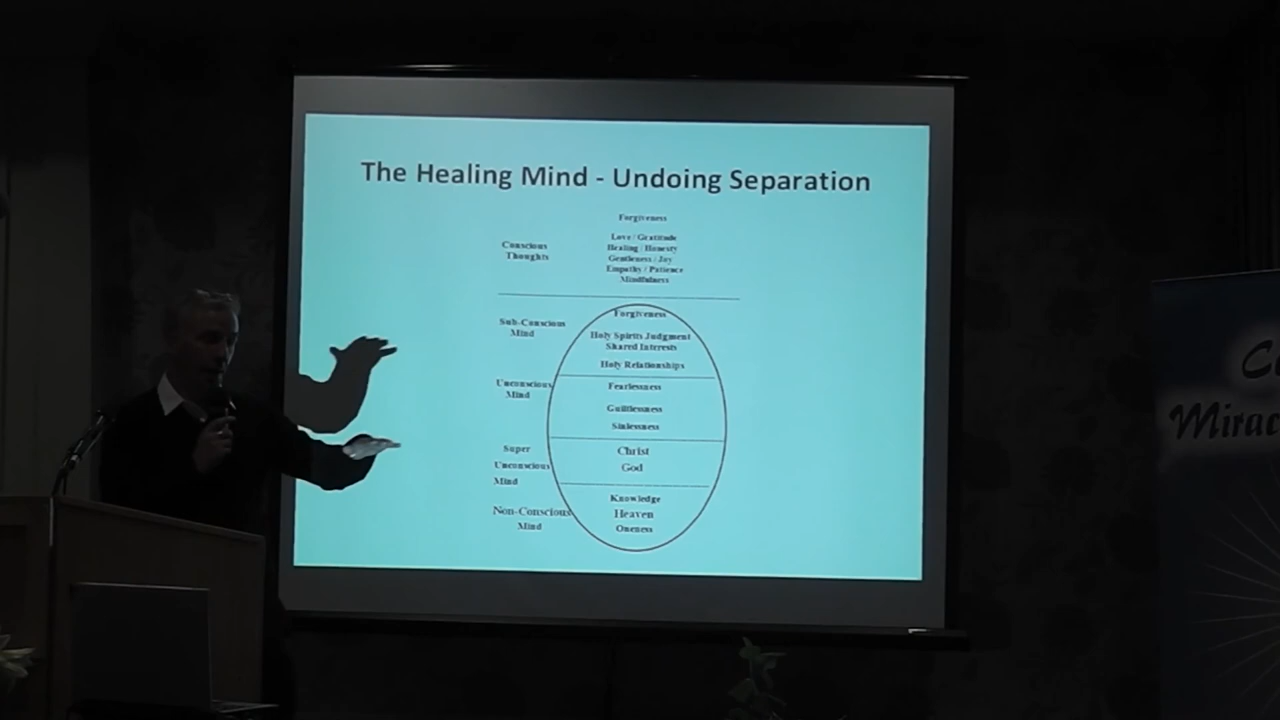 The Healing Mind - Undoing Separation
Forgiveness
Conscious
Thoughts
Love / Gratitude
Healing / Honesty
Gentleness / Joy
Empathy / Patience
Mindfulness
Sub-Conscious
Mind
Forgiveness
Holy Spirits Judgment
Shared Interests
Holy Relationships
Unconscious
Mind
Fearlessness
Guiltlessness
Sinlessness
Super
Unconscious
Mind
Christ
God
Non-Conscious
Mind
Knowledge
Heaven
Oneness